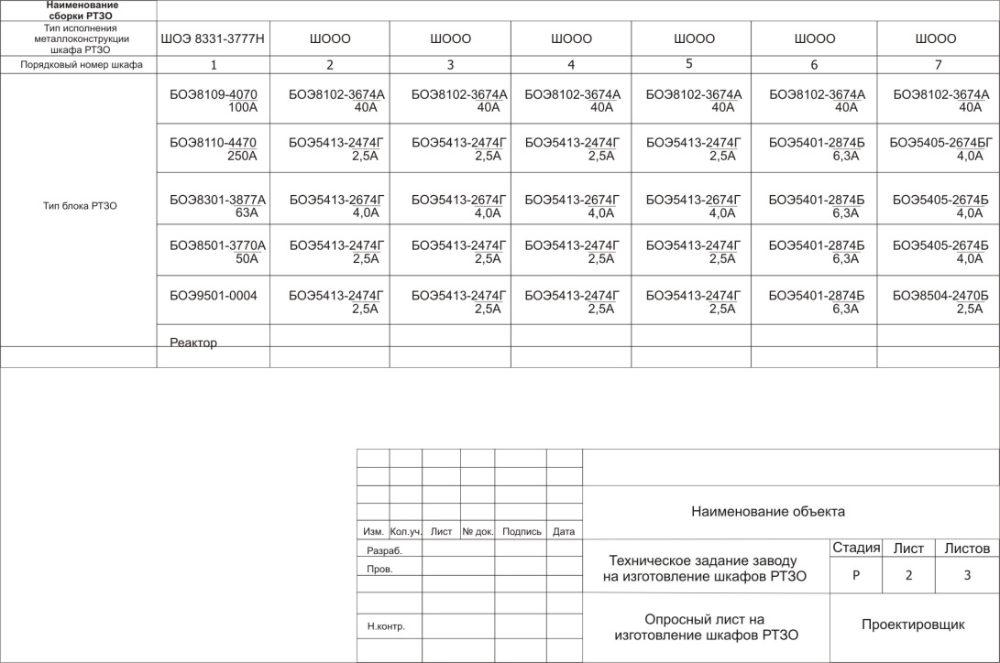 Наименование
сборки РТЗО
Тип исполнения
металлоконструкции
шкафа РТЗО
ШОЭ 8331-3777Н ШООО ШООО ШООО ШООО ШООО ШООО
Порядковый номер шкафа 1 2 3 4 5 6 7
Тип блока РТЗО
БОЭ8109-4070 БОЭ8102-3674А БОЭ8102-3674А БОЭ8102-3674А БОЭ8102-3674А БОЭ8102-3674А БОЭ8102-3674А
100А 40А 40А 40А 40А 40А 40А
БОЭ8110-4470 БОЭ5413-2474Г БОЭ5413-2474Г БОЭ5413-2474Г БОЭ5413-2474Г БОЭ5401-2874Б БОЭ5405-2674БГ
250А 2,5А 2,5А 2,5А 2,5А 6,3А 4,0А
БОЭ8301-3877А БОЭ5413-2674Г БОЭ5413-2674Г БОЭ5413-2674Г БОЭ5413-2674Г БОЭ5401-2874Б БОЭ5405-2674Б
63А 4,0А 4,0А 4,0А 4,0А 6,3А 4,0А
БОЭ8501-3770А БОЭ5413-2474Г БОЭ5413-2474Г БОЭ5413-2474Г БОЭ5413-2474Г БОЭ5401-2874Б БОЭ5405-2674Б
50А 2,5А 2,5А 2,5А 2,5А 6,3А 4,0А
БОЭ9501-0004 БОЭ5413-2474Г БОЭ5413-2474Г БОЭ5413-2474Г БОЭ5413-2474Г БОЭ5401-2874Б БОЭ8504-2470Б
2,5А 2,5А 2,5А 2,5А 6,3А 2,5А
Реактор
Наименование объекта
Изм. Кол.уч. Лист № док. Подпись Дата
Разраб.
Пров.
Н.контр.
Техническое задание заводу
на изготовление шкафов РТЗО
Стадия Лист Листов
Р 2 3
Опросный лист на
изготовление шкафов РТЗО
Проектировщик